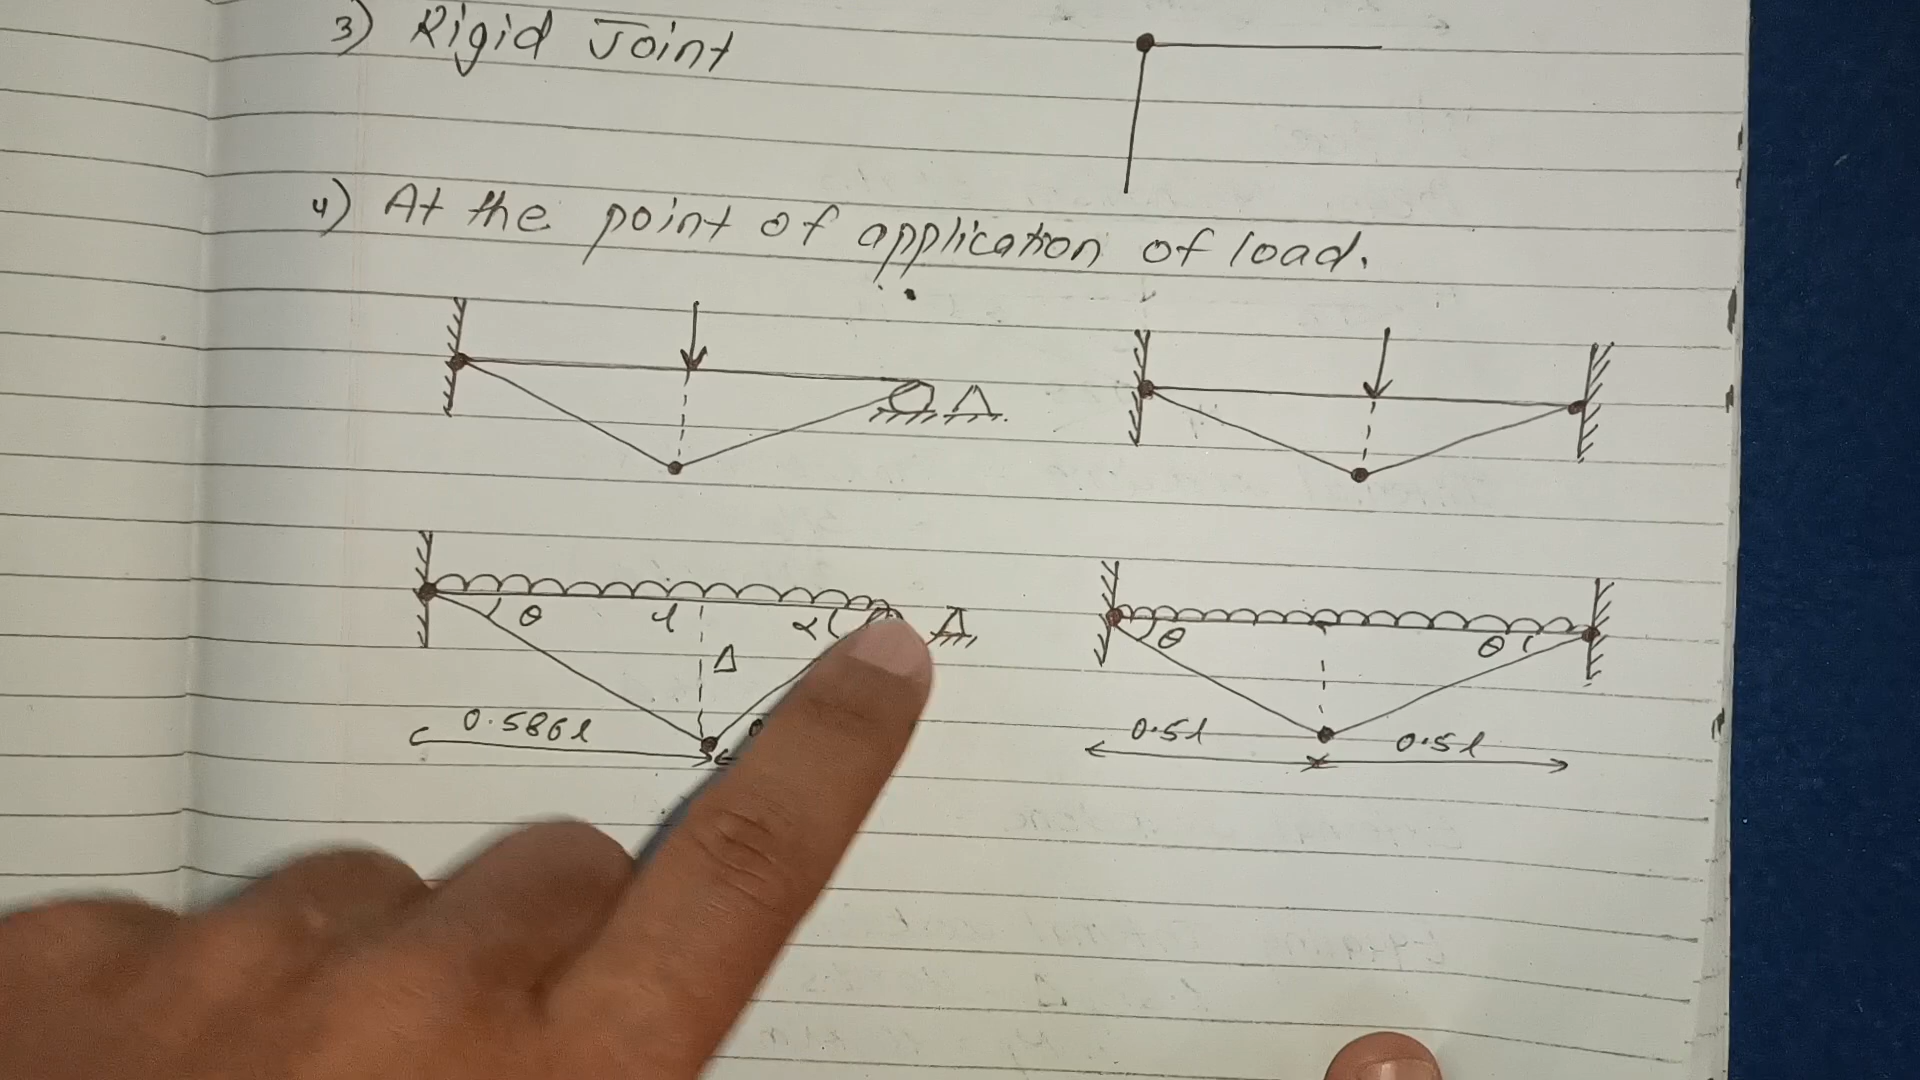 3) Rigid Joint
4) At the point of application of load.
θ l α
Δ
0.586l
θ θ
0.5l 0.5l